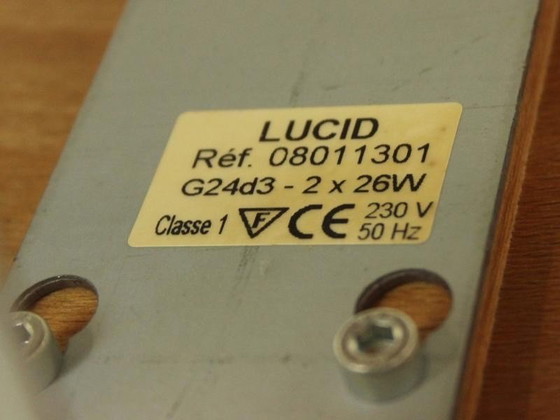 LUCID
Réf. 08011301
G24d3 - 2 x 26W
Classe 1 F CE 230 V
50 Hz